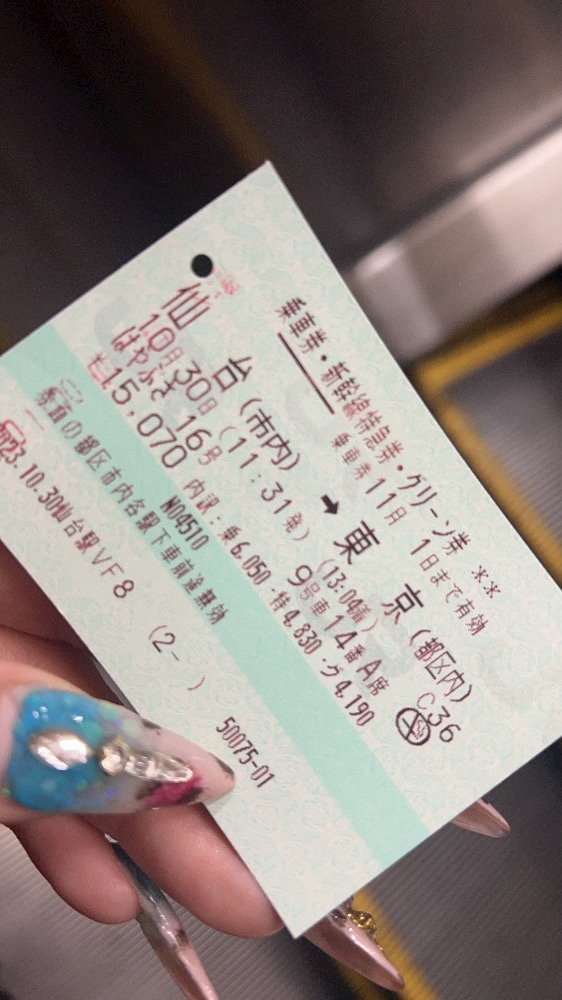 乗車券・新幹線特急券・グリーン券
仙台(市内) ➡ 東京(都区内)
乗車券11月 1日まで有効 **
10月30日 (11:31発) (13:04着) C36
はやぶさ 16号 9号車 14番 A席
¥15,070 内訳:乗6,050・特4,830・グ4,190
M04510
券面の都区市内各駅下車前途無効
2023.10.30仙台駅VF8 (2- ) 50075-01